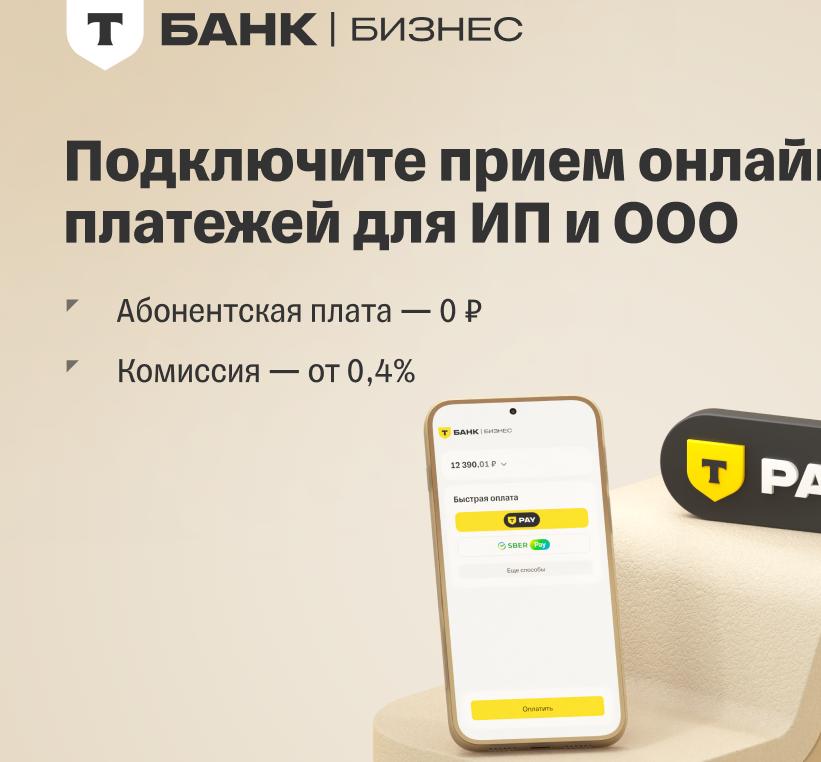 Т БАНК | БИЗНЕС
Подключите прием онлай
платежей для ИП и ООО
Абонентская плата — 0 ₽
Комиссия — от 0,4%
Т БАНК | БИЗНЕС
12 390,01 ₽
Быстрая оплата
Т PAY
SBER Pay
Еще способы
Оплатить
Т PA